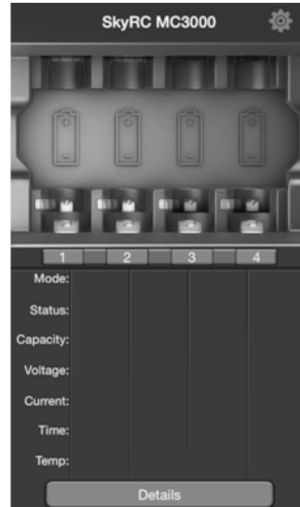 SkyRC MC3000
1 2 3 4
Mode:
Status:
Capacity:
Voltage:
Current:
Time:
Temp:
Details